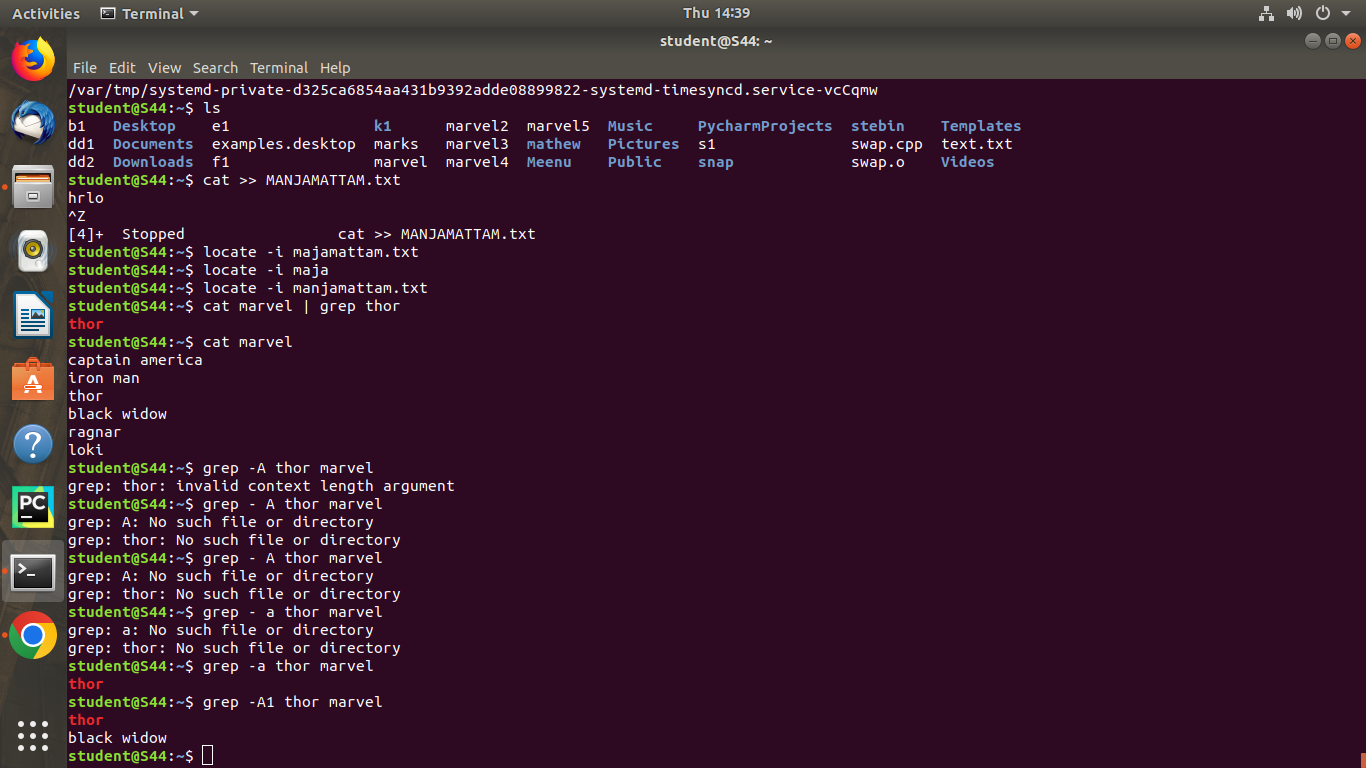 Activities Terminal Thu 14:39
student@S44: ~
File Edit View Search Terminal Help
/var/tmp/systemd-private-d325ca6854aa431b9392adde08899822-systemd-timesyncd.service-vcCqmw
student@S44:~$ ls
b1 Desktop e1 k1 marvel2 marvel5 Music PycharmProjects stebin Templates
dd1 Documents examples.desktop marks marvel3 mathew Pictures s1 swap.cpp text.txt
dd2 Downloads f1 marvel marvel4 Meenu Public snap swap.o Videos
student@S44:~$ cat >> MANJAMATTAM.txt
hrlo
^Z
[4]+ Stopped cat >> MANJAMATTAM.txt
student@S44:~$ locate -i majamattam.txt
student@S44:~$ locate -i maja
student@S44:~$ locate -i manjamattam.txt
student@S44:~$ cat marvel | grep thor
thor
student@S44:~$ cat marvel
captain america
iron man
thor
black widow
ragnar
loki
student@S44:~$ grep -A thor marvel
grep: thor: invalid context length argument
student@S44:~$ grep - A thor marvel
grep: A: No such file or directory
grep: thor: No such file or directory
student@S44:~$ grep - A thor marvel
grep: A: No such file or directory
grep: thor: No such file or directory
student@S44:~$ grep - a thor marvel
grep: a: No such file or directory
grep: thor: No such file or directory
student@S44:~$ grep -a thor marvel
thor
student@S44:~$ grep -A1 thor marvel
thor
black widow
student@S44:~$
PC